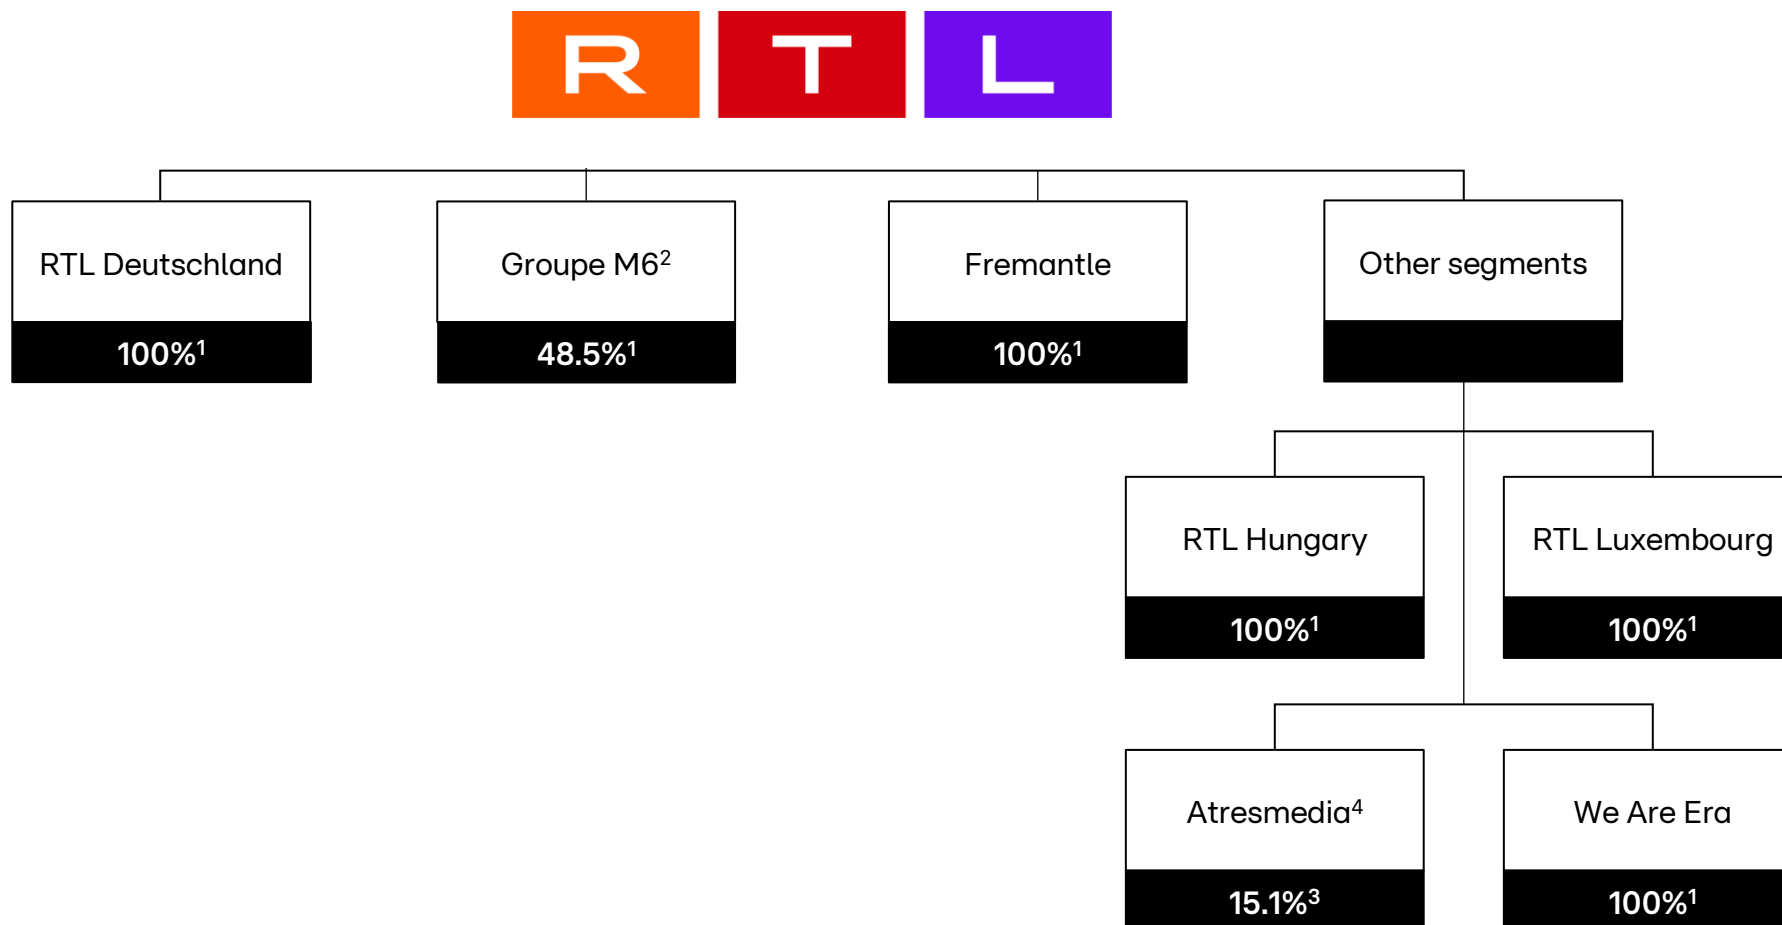 R T L
RTL Deutschland
100%¹
Groupe M6²
48.5%¹
Fremantle
100%¹
Other segments
RTL Hungary
100%¹
RTL Luxembourg
100%¹
Atresmedia⁴
15.1%³
We Are Era
100%¹